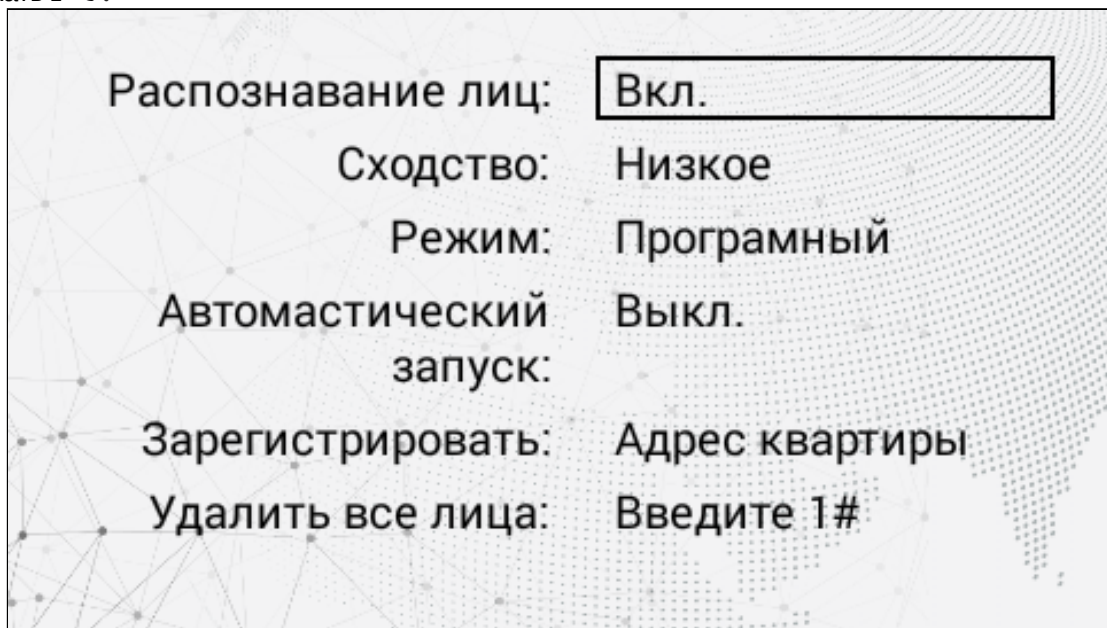 Распознавание лиц: Вкл.
Сходство: Низкое
Режим: Програмный
Автомастический Выкл.
запуск:
Зарегистрировать: Адрес квартиры
Удалить все лица: Введите 1#